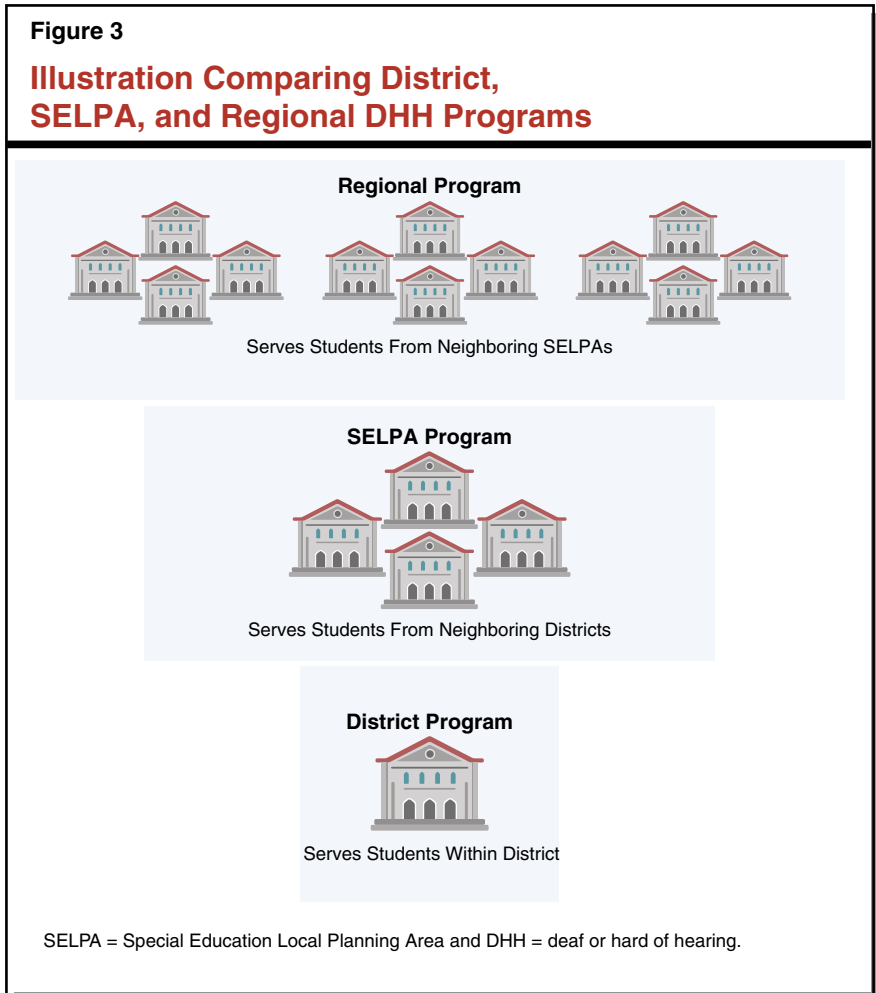 Figure 3
Illustration Comparing District,
SELPA, and Regional DHH Programs
Regional Program
Serves Students From Neighboring SELPAs
SELPA Program
Serves Students From Neighboring Districts
District Program
Serves Students Within District
SELPA = Special Education Local Planning Area and DHH = deaf or hard of hearing.